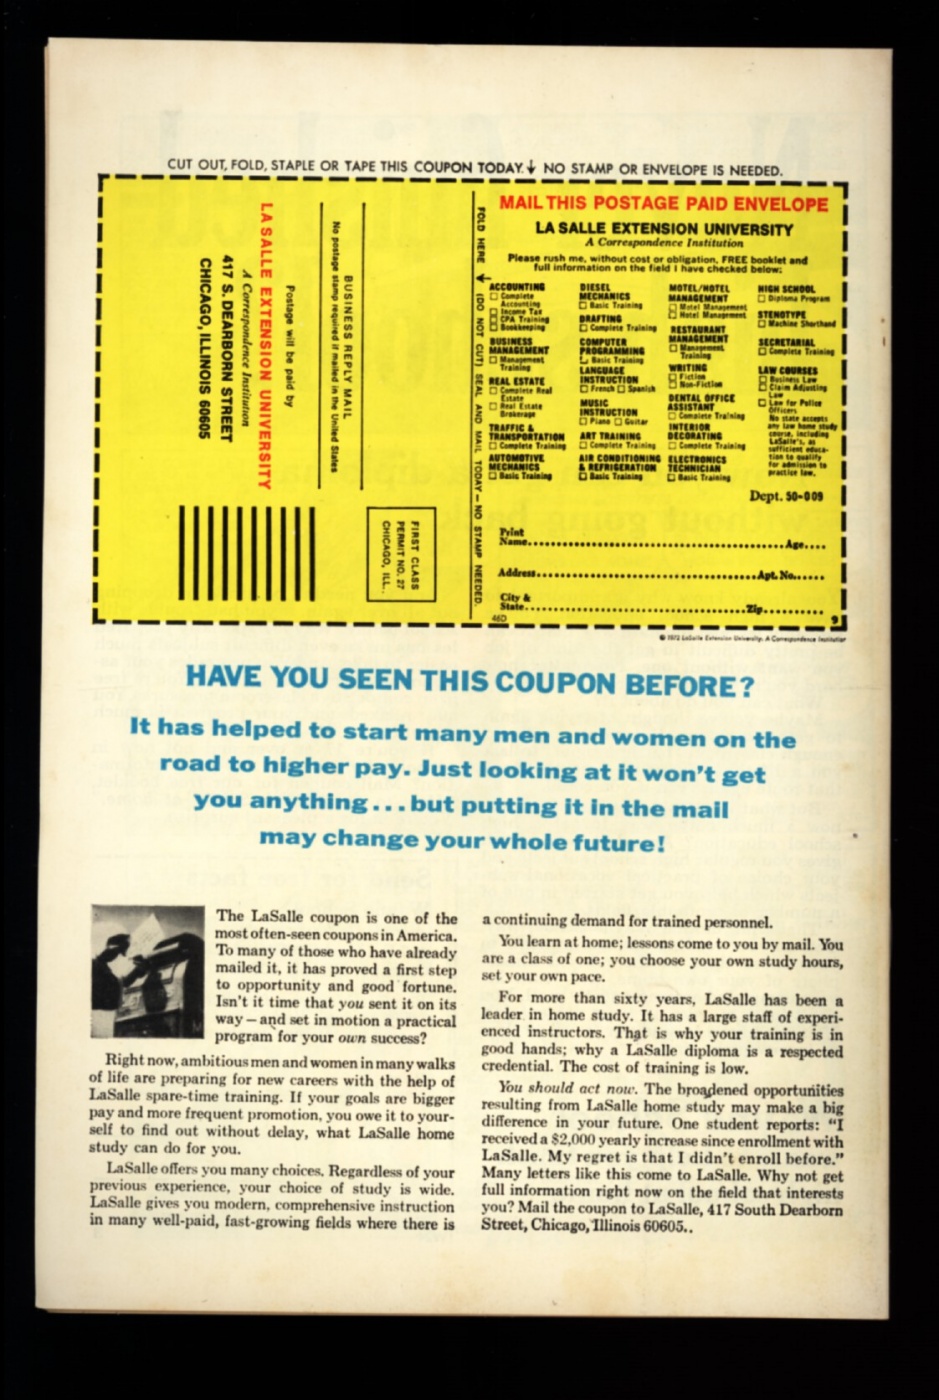 CUT OUT, FOLD, STAPLE OR TAPE THIS COUPON TODAY.↓ NO STAMP OR ENVELOPE IS NEEDED.
FIRST CLASS
PERMIT NO. 27
CHICAGO, ILL..
BUSINESS REPLY MAIL
No postage stamp required if mailed in the United States
Postage will be paid by
LA SALLE EXTENSION UNIVERSITY
A Correspondence Institution
417 S. DEARBORN STREET
CHICAGO, ILLINOIS 60605
FOLD HERE ← (DO NOT CUT) SEAL AND MAIL TODAY — NO STAMP NEEDED.
MAIL THIS POSTAGE PAID ENVELOPE
LA SALLE EXTENSION UNIVERSITY
A Correspondence Institution
Please rush me, without cost or obligation, FREE booklet and
full information on the field I have checked below:
ACCOUNTING
☐ Complete
Accounting
☐ Income Tax
☐ CPA Training
☐ Bookkeeping
BUSINESS
MANAGEMENT
☐ Management
Training
REAL ESTATE
☐ Complete Real
Estate
☐ Real Estate
Brokerage
TRAFFIC &
TRANSPORTATION
☐ Complete Training
AUTOMOTIVE
MECHANICS
☐ Basic Training
DIESEL
MECHANICS
☐ Basic Training
DRAFTING
☐ Complete Training
COMPUTER
PROGRAMMING
☐ Basic Training
LANGUAGE
INSTRUCTION
☐ French ☐ Spanish
MUSIC
INSTRUCTION
☐ Piano ☐ Guitar
ART TRAINING
☐ Complete Training
AIR CONDITIONING
& REFRIGERATION
☐ Basic Training
MOTEL/HOTEL
MANAGEMENT
☐ Motel Management
☐ Hotel Management
RESTAURANT
MANAGEMENT
☐ Management
Training
WRITING
☐ Fiction
☐ Non-Fiction
DENTAL OFFICE
ASSISTANT
☐ Complete Training
INTERIOR
DECORATING
☐ Complete Training
ELECTRONICS
TECHNICIAN
☐ Basic Training
HIGH SCHOOL
☐ Diploma Program
STENOTYPE
☐ Machine Shorthand
SECRETARIAL
☐ Complete Training
LAW COURSES
☐ Business Law
☐ Claim Adjusting
Law
☐ Law for Police
Officers
No state accepts
any law home study
course, including
LaSalle's, as
sufficient educa-
tion to qualify
for admission to
practice law.
Dept. 50-009
Print
Name........................................Age....
Address........................................Apt. No......
City &
State........................................Zip..........
46D
9
© 1972 LaSalle Extension University, A Correspondence Institution
HAVE YOU SEEN THIS COUPON BEFORE?
It has helped to start many men and women on the
road to higher pay. Just looking at it won't get
you anything...but putting it in the mail
may change your whole future!
The LaSalle coupon is one of the
most often-seen coupons in America.
To many of those who have already
mailed it, it has proved a first step
to opportunity and good fortune.
Isn't it time that you sent it on its
way—and set in motion a practical
program for your own success?
Right now, ambitious men and women in many walks
of life are preparing for new careers with the help of
LaSalle spare-time training. If your goals are bigger
pay and more frequent promotion, you owe it to your-
self to find out without delay, what LaSalle home
study can do for you.
LaSalle offers you many choices. Regardless of your
previous experience, your choice of study is wide.
LaSalle gives you modern, comprehensive instruction
in many well-paid, fast-growing fields where there is
a continuing demand for trained personnel.
You learn at home; lessons come to you by mail. You
are a class of one; you choose your own study hours,
set your own pace.
For more than sixty years, LaSalle has been a
leader in home study. It has a large staff of experi-
enced instructors. That is why your training is in
good hands; why a LaSalle diploma is a respected
credential. The cost of training is low.
You should act now. The broadened opportunities
resulting from LaSalle home study may make a big
difference in your future. One student reports: "I
received a $2,000 yearly increase since enrollment with
LaSalle. My regret is that I didn't enroll before."
Many letters like this come to LaSalle. Why not get
full information right now on the field that interests
you? Mail the coupon to LaSalle, 417 South Dearborn
Street, Chicago, Illinois 60605..